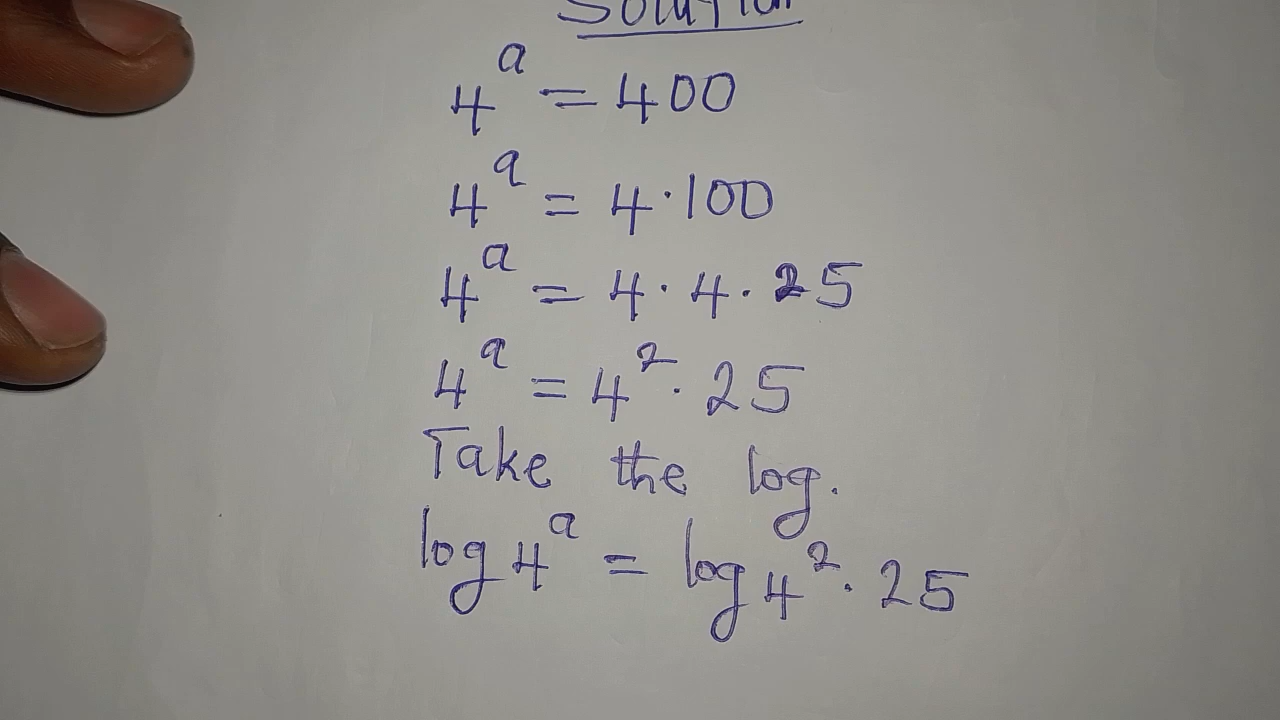 Solution
4^a = 400
4^a = 4·100
4^a = 4·4·25
4^a = 4^2·25
Take the log.
log 4^a = log 4^2·25